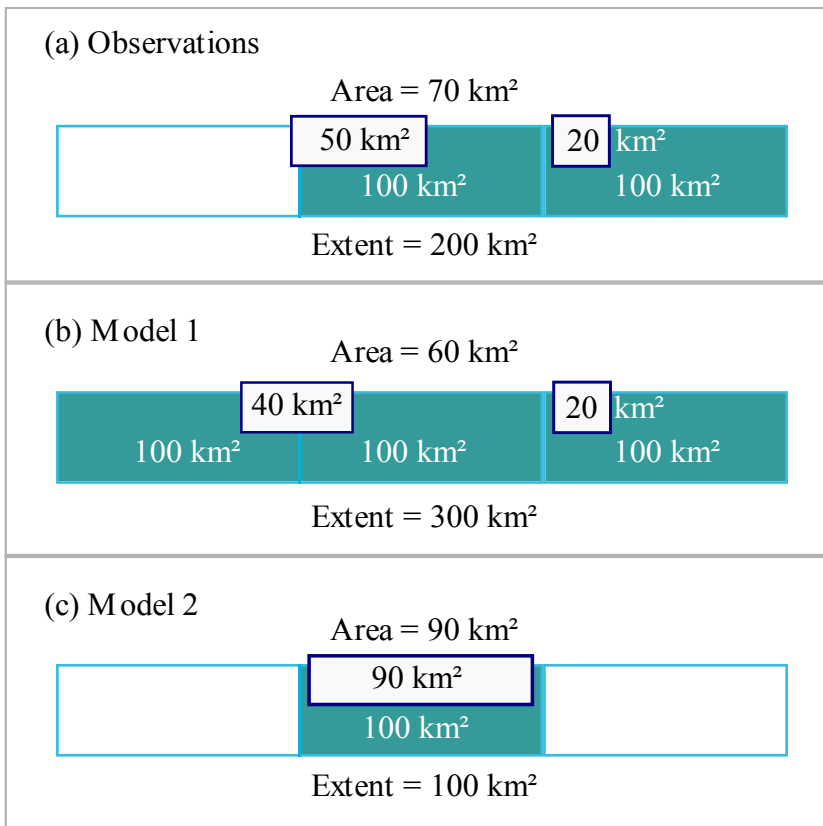 (a) Observations
Area = 70 km²
50 km²
20 km²
100 km²
100 km²
Extent = 200 km²
(b) Model 1
Area = 60 km²
40 km²
20 km²
100 km²
100 km²
100 km²
Extent = 300 km²
(c) Model 2
Area = 90 km²
90 km²
100 km²
Extent = 100 km²